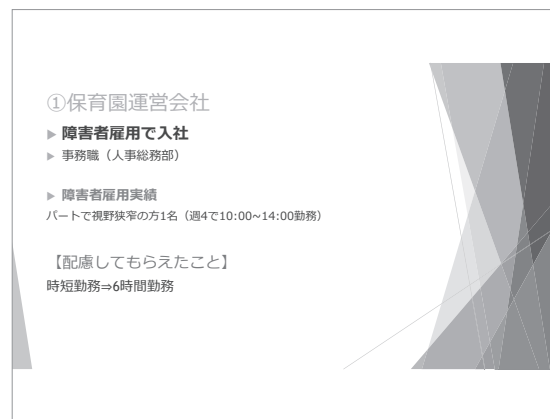 ①保育園運営会社
▶ 障害者雇用で入社
▶ 事務職（人事総務部）
▶ 障害者雇用実績
パートで視野狭窄の方1名（週4で10:00~14:00勤務）
【配慮してもらえたこと】
時短勤務⇒6時間勤務